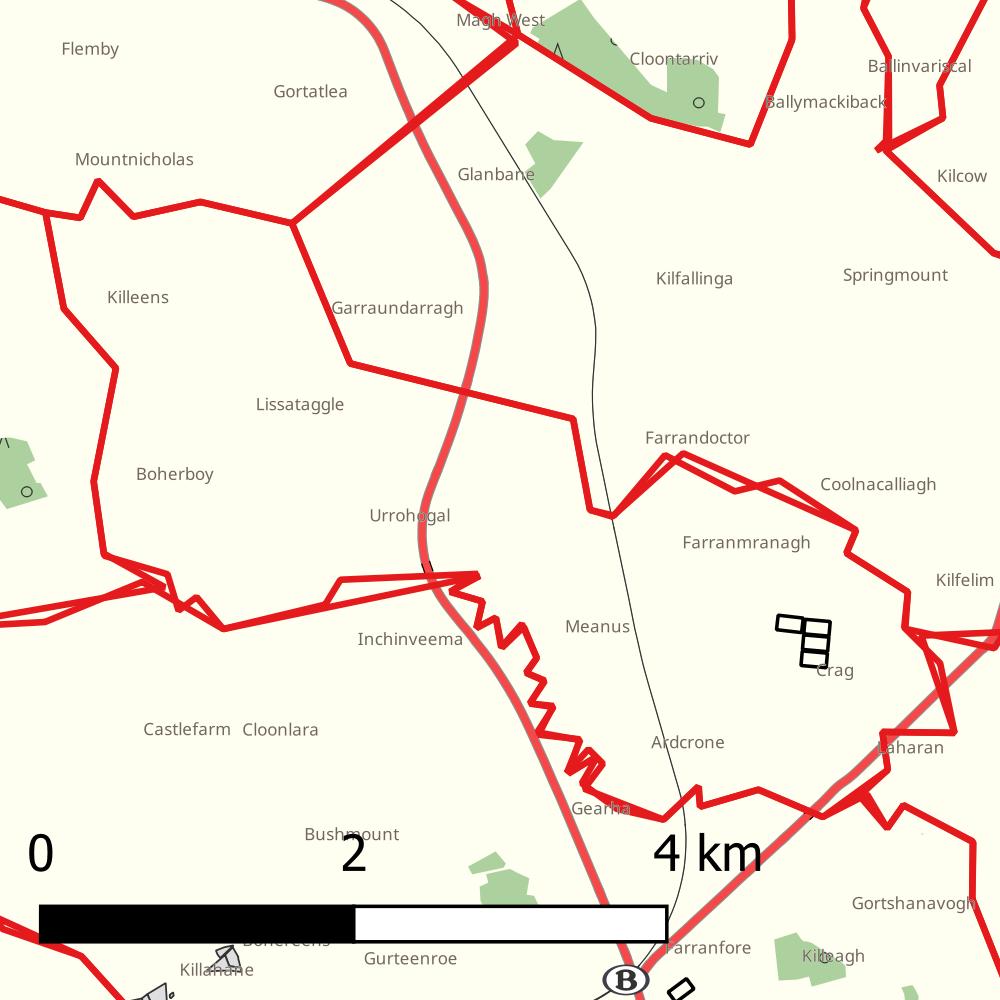 Magh West
Flemby
Cloontarriv
Ballinvariscal
Gortatlea
Ballymackiback
Mountnicholas
Glanbane
Kilcow
Kilfallinga
Springmount
Killeens
Garraundarragh
Lissataggle
Farrandoctor
Boherboy
Coolnacalliagh
Urrohogal
Farranmranagh
Kilfelim
Meanus
Inchinveema
Crag
Castlefarm
Cloonlara
Ardcrone
Laharan
Gearha
Bushmount
0 2 4 km
Gortshanavogh
Bohereens
Farranfore
Gurteenroe
Killeagh
Killahane
B